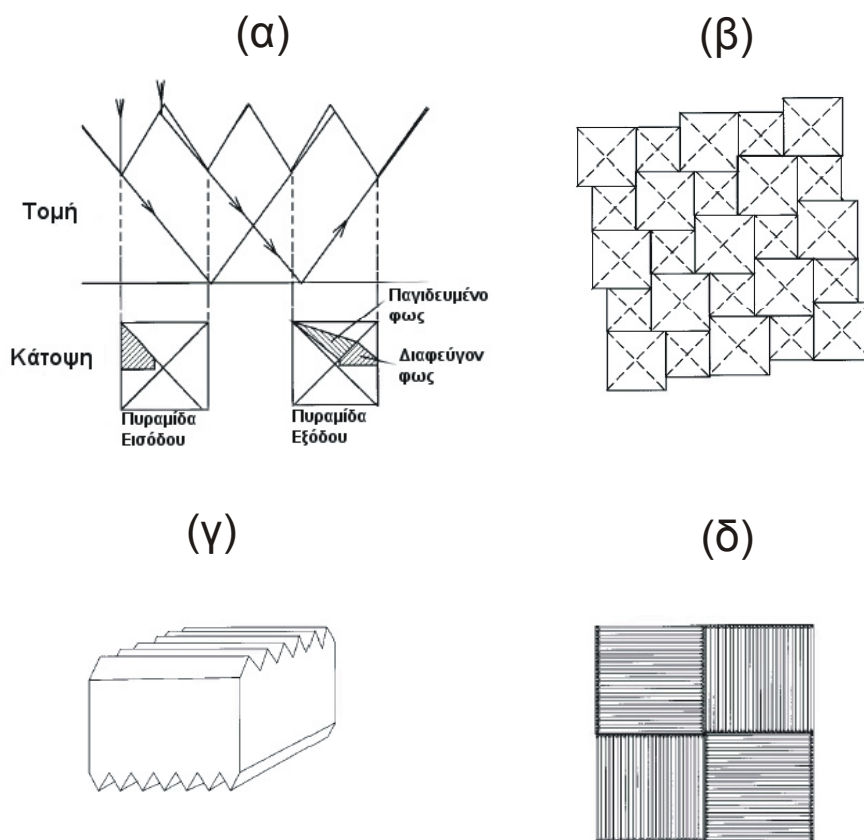 (α)
(β)
Τομή
Παγιδευμένο
φως
Κάτοψη
Διαφεύγον
φως
Πυραμίδα
Εισόδου
Πυραμίδα
Εξόδου
(γ)
(δ)